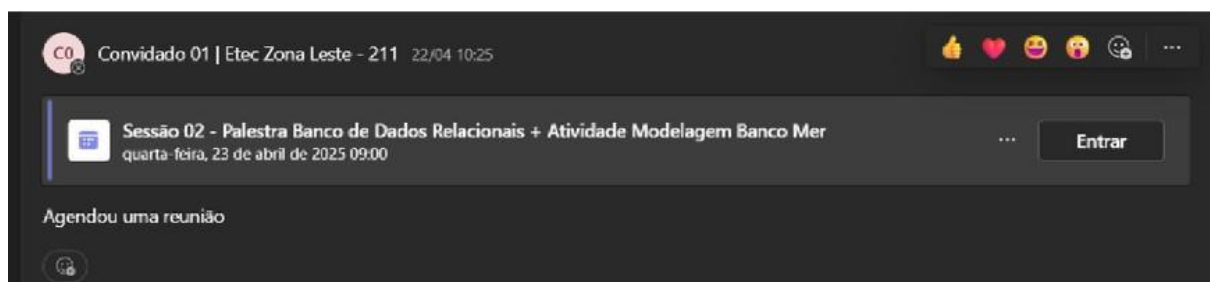 C0 Convidado 01 | Etec Zona Leste - 211 22/04 10:25
Sessão 02 - Palestra Banco de Dados Relacionais + Atividade Modelagem Banco Mer
quarta-feira, 23 de abril de 2025 09:00
Entrar
Agendou uma reunião